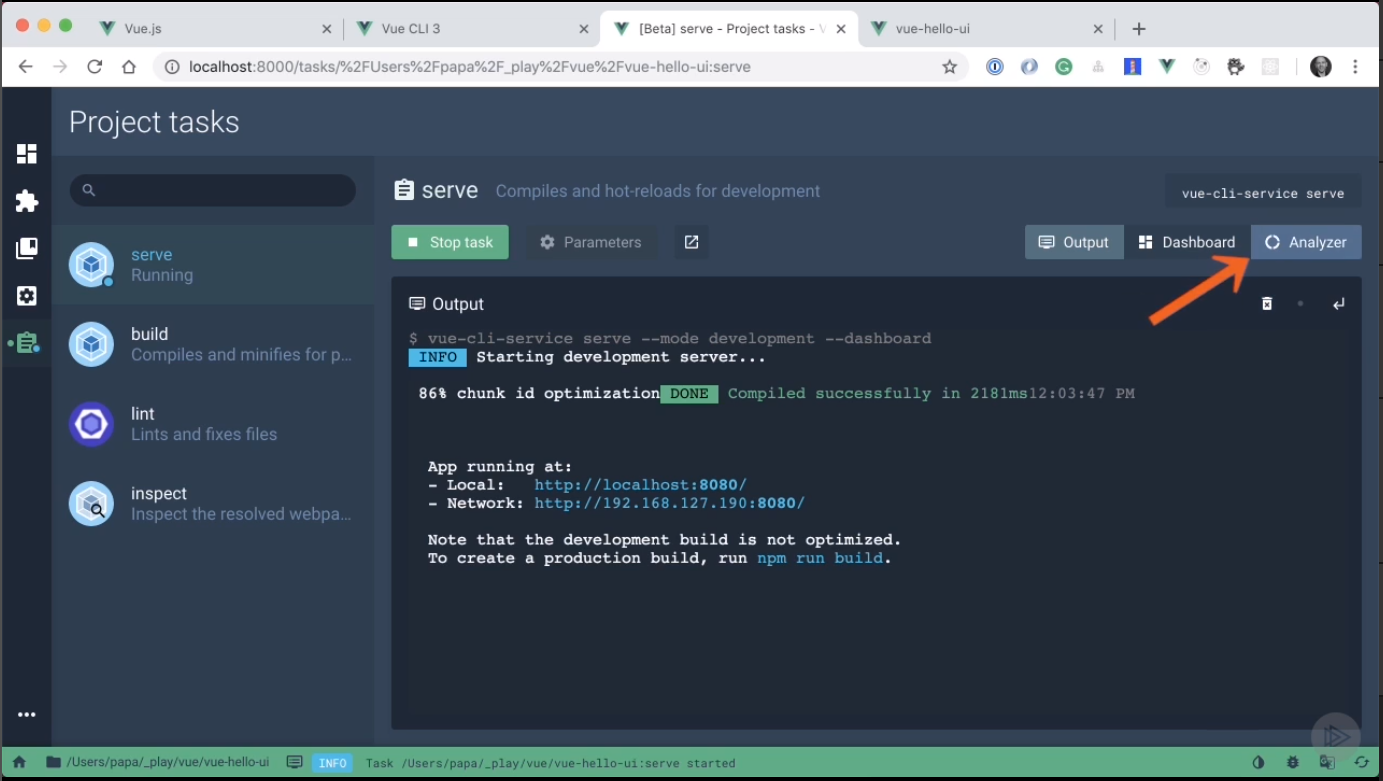 Vue.js
Vue CLI 3
[Beta] serve - Project tasks - V
vue-hello-ui
localhost:8000/tasks/%2FUsers%2Fpapa%2F_play%2Fvue%2Fvue-hello-ui:serve
Project tasks
serve
Compiles and hot-reloads for development
vue-cli-service serve
Stop task
Parameters
Output
Dashboard
Analyzer
serve
Running
build
Compiles and minifies for p...
lint
Lints and fixes files
inspect
Inspect the resolved webpa...
Output
$ vue-cli-service serve --mode development --dashboard
INFO Starting development server...
86% chunk id optimization DONE Compiled successfully in 2181ms12:03:47 PM
App running at:
- Local: http://localhost:8080/
- Network: http://192.168.127.190:8080/
Note that the development build is not optimized.
To create a production build, run npm run build.
/Users/papa/_play/vue/vue-hello-ui
INFO Task /Users/papa/_play/vue/vue-hello-ui:serve started